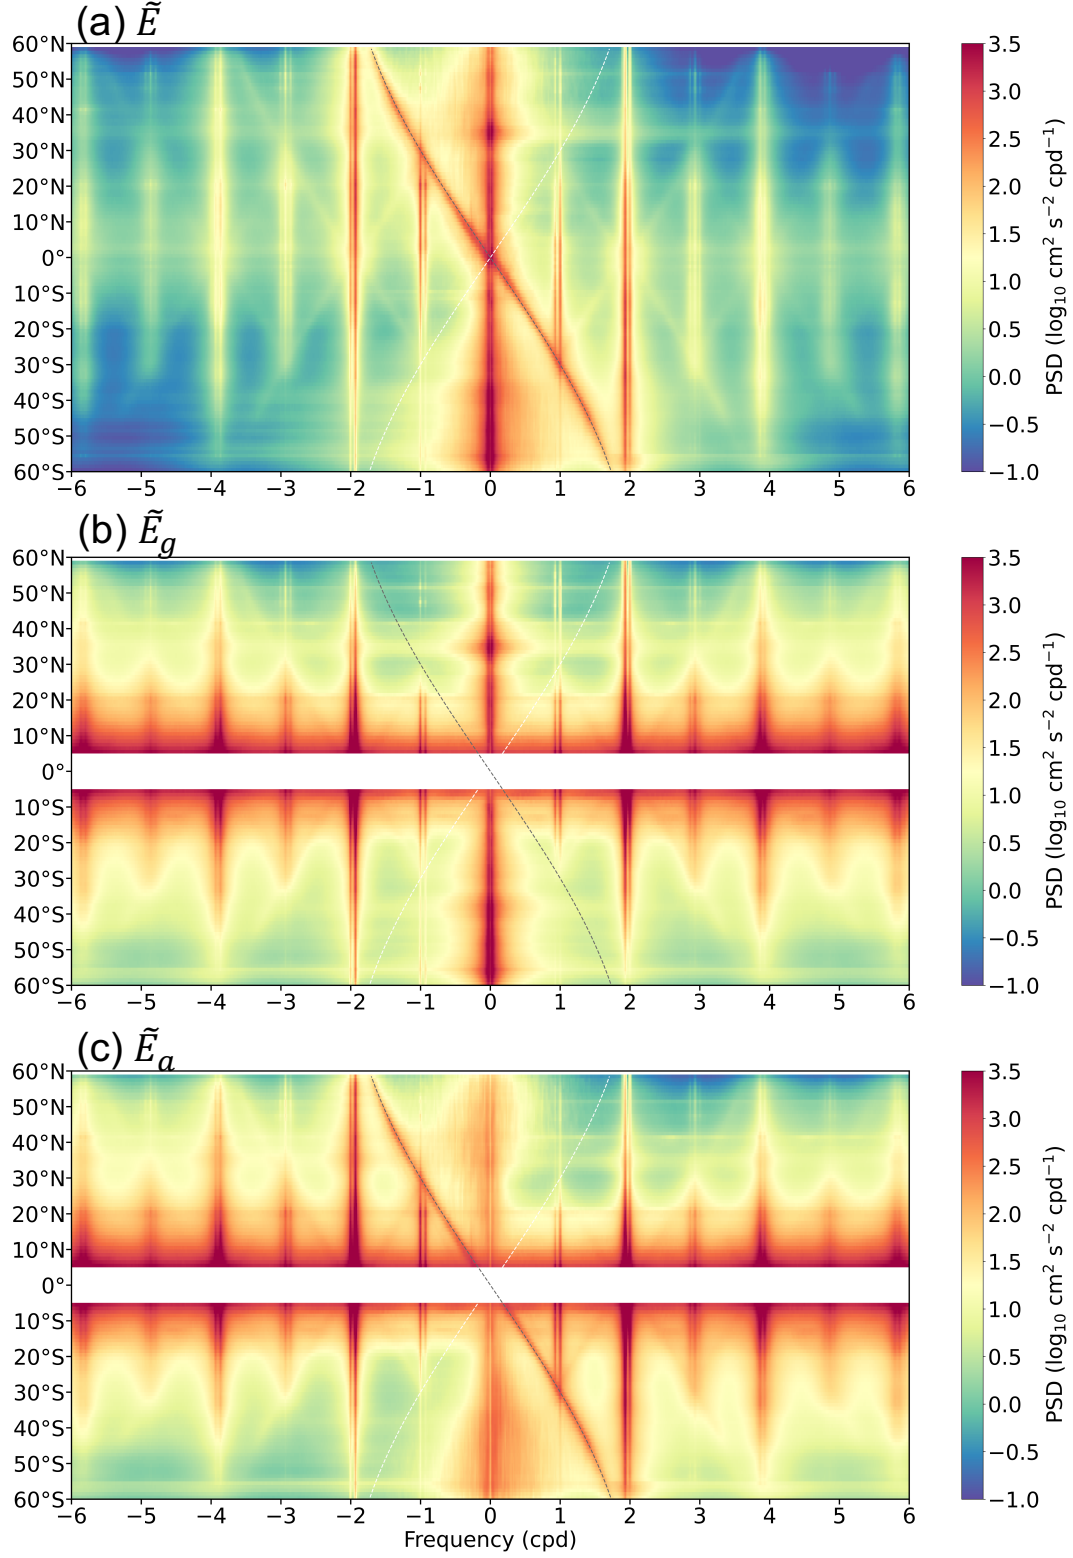 (a) Ẽ
60°N
50°N
40°N
30°N
20°N
10°N
0°
10°S
20°S
30°S
40°S
50°S
60°S
−6 −5 −4 −3 −2 −1 0 1 2 3 4 5 6
3.5
3.0
2.5
2.0
1.5
1.0
0.5
0.0
−0.5
−1.0
PSD (log₁₀ cm² s⁻² cpd⁻¹)
(b) Ẽg
60°N
50°N
40°N
30°N
20°N
10°N
0°
10°S
20°S
30°S
40°S
50°S
60°S
−6 −5 −4 −3 −2 −1 0 1 2 3 4 5 6
3.5
3.0
2.5
2.0
1.5
1.0
0.5
0.0
−0.5
−1.0
PSD (log₁₀ cm² s⁻² cpd⁻¹)
(c) Ẽa
60°N
50°N
40°N
30°N
20°N
10°N
0°
10°S
20°S
30°S
40°S
50°S
60°S
−6 −5 −4 −3 −2 −1 0 1 2 3 4 5 6
Frequency (cpd)
3.5
3.0
2.5
2.0
1.5
1.0
0.5
0.0
−0.5
−1.0
PSD (log₁₀ cm² s⁻² cpd⁻¹)